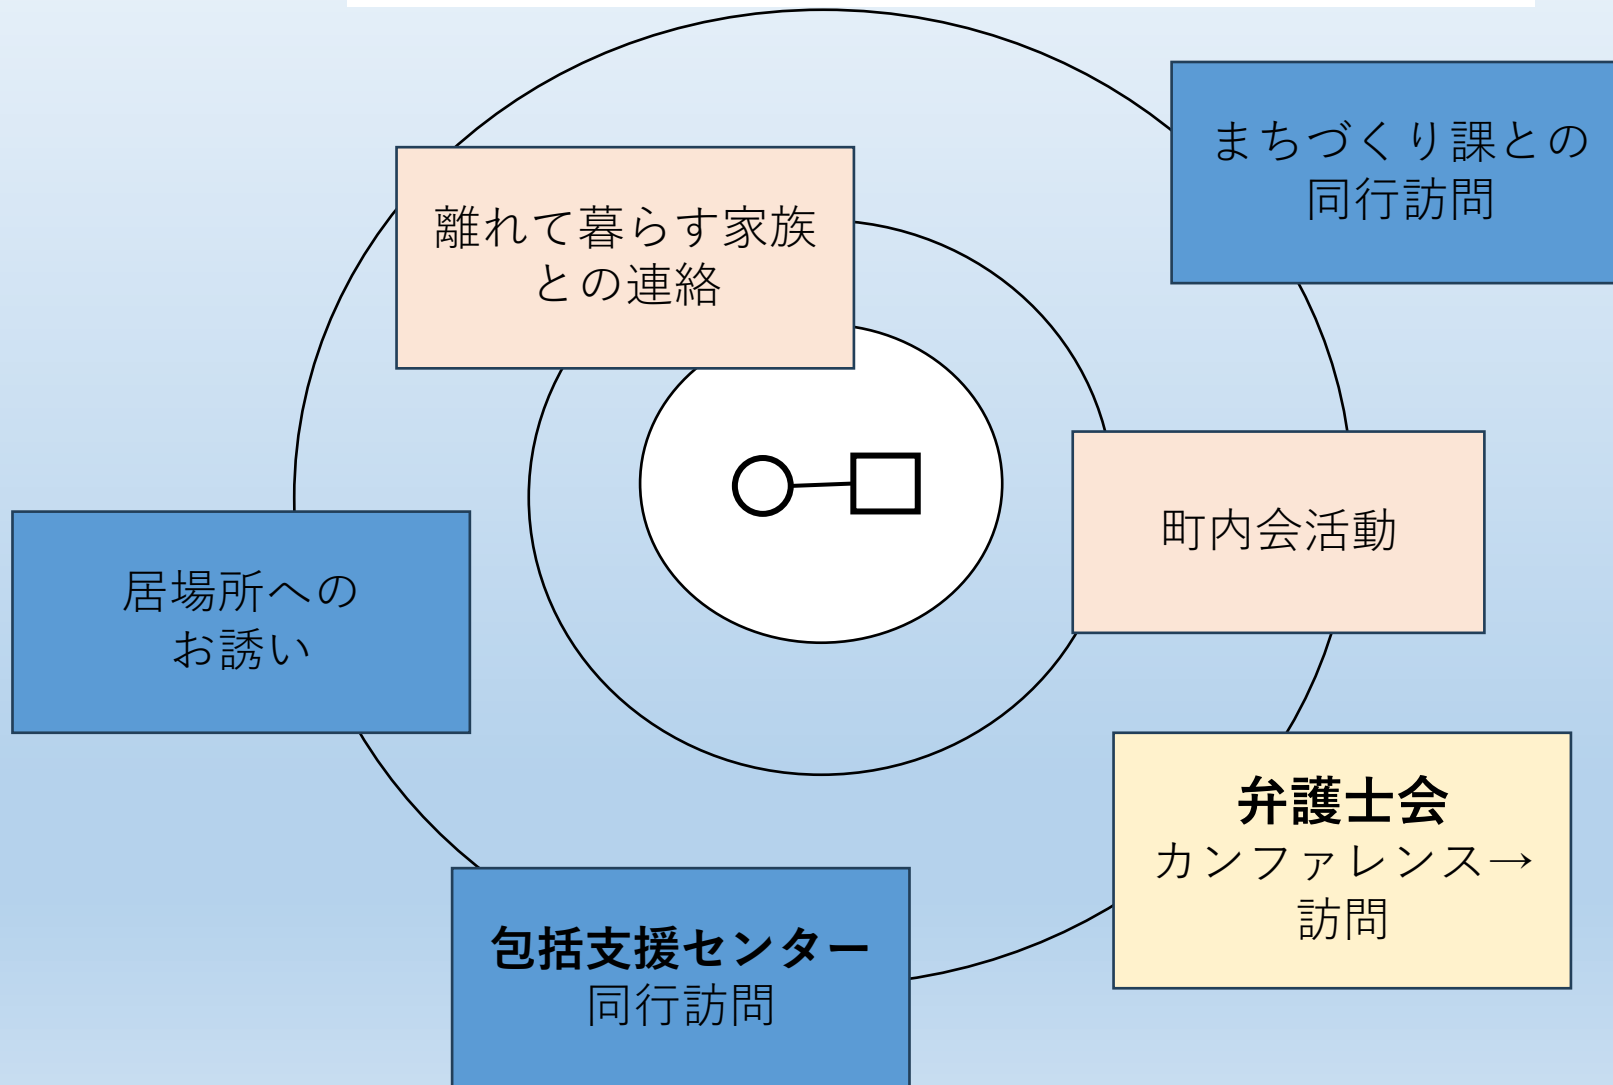 まちづくり課との
同行訪問
離れて暮らす家族
との連絡
町内会活動
居場所への
お誘い
弁護士会
カンファレンス→
訪問
包括支援センター
同行訪問